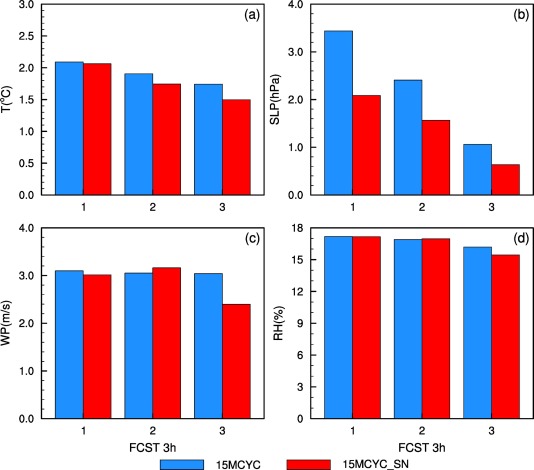 (a)
T(°C)
3.0
2.5
2.0
1.5
1.0
0.5
0.0
1 2 3
(b)
SLP(hPa)
4.0
3.0
2.0
1.0
0.0
1 2 3
(c)
WP(m/s)
4.0
3.0
2.0
1.0
0.0
1 2 3
FCST 3h
(d)
RH(%)
18
15
12
9
6
3
0
1 2 3
FCST 3h
15MCYC 15MCYC_SN